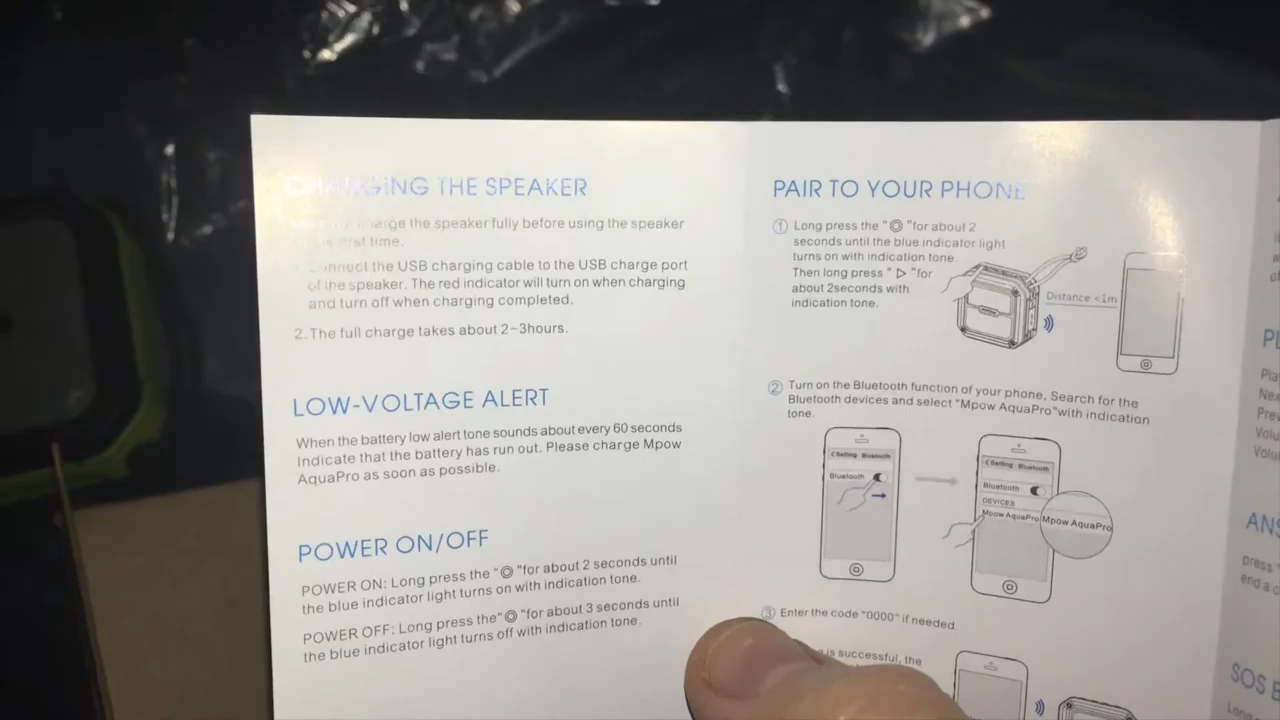 CHARGING THE SPEAKER
charge the speaker fully before using the speaker
first time.
Connect the USB charging cable to the USB charge port
of the speaker. The red indicator will turn on when charging
and turn off when charging completed.
2. The full charge takes about 2-3hours.
LOW-VOLTAGE ALERT
When the battery low alert tone sounds about every 60 seconds
Indicate that the battery has run out. Please charge Mpow
AquaPro as soon as possible.
POWER ON/OFF
POWER ON: Long press the "◎ "for about 2 seconds until
the blue indicator light turns on with indication tone.
POWER OFF: Long press the"◎ "for about 3 seconds until
the blue indicator light turns off with indication tone.
PAIR TO YOUR PHONE
① Long press the "◎ "for about 2
seconds until the blue indicator light
turns on with indication tone.
Then long press " ▷ "for
about 2seconds with
indication tone.
Distance <1m
② Turn on the Bluetooth function of your phone, Search for the
Bluetooth devices and select "Mpow AquaPro"with indication
tone.
< Setting Bluetooth
Bluetooth
< Setting Bluetooth
Bluetooth
DEVICES
Mpow AquaPro
Mpow AquaPro
③ Enter the code "0000" if needed.
is successful, the
SOS
press
end a